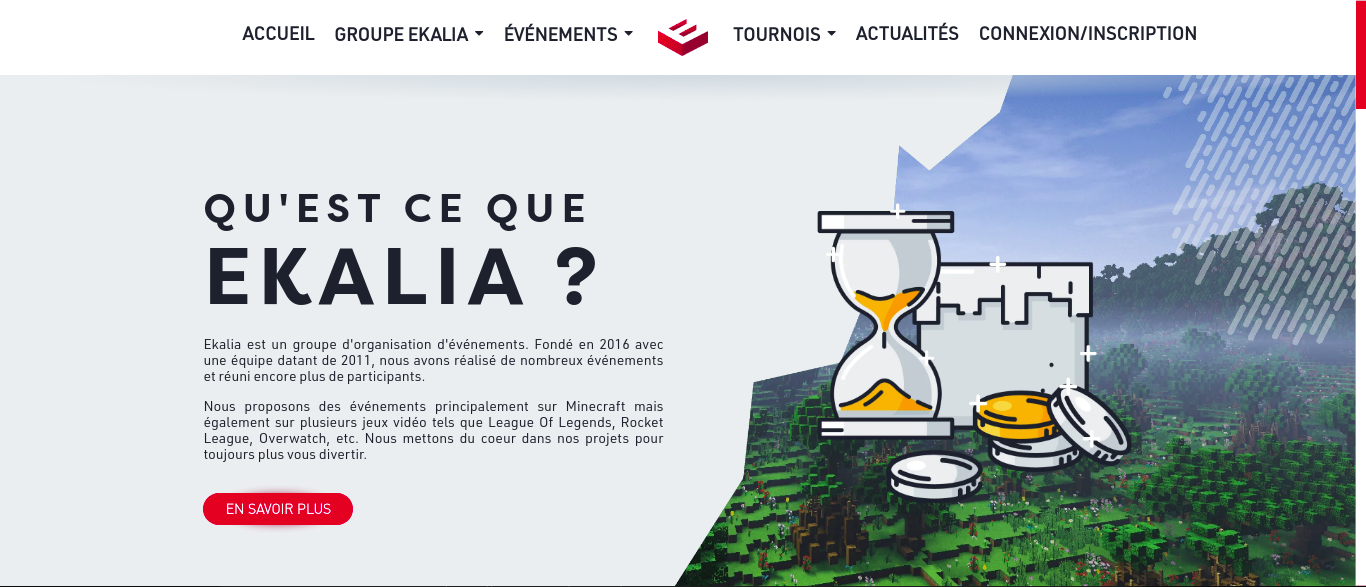 ACCUEIL GROUPE EKALIA ÉVÉNEMENTS TOURNOIS ACTUALITÉS CONNEXION/INSCRIPTION
QU'EST CE QUE
EKALIA ?
Ekalia est un groupe d'organisation d'événements. Fondé en 2016 avec
une équipe datant de 2011, nous avons réalisé de nombreux événements
et réuni encore plus de participants.
Nous proposons des événements principalement sur Minecraft mais
également sur plusieurs jeux vidéo tels que League Of Legends, Rocket
League, Overwatch, etc. Nous mettons du coeur dans nos projets pour
toujours plus vous divertir.
EN SAVOIR PLUS